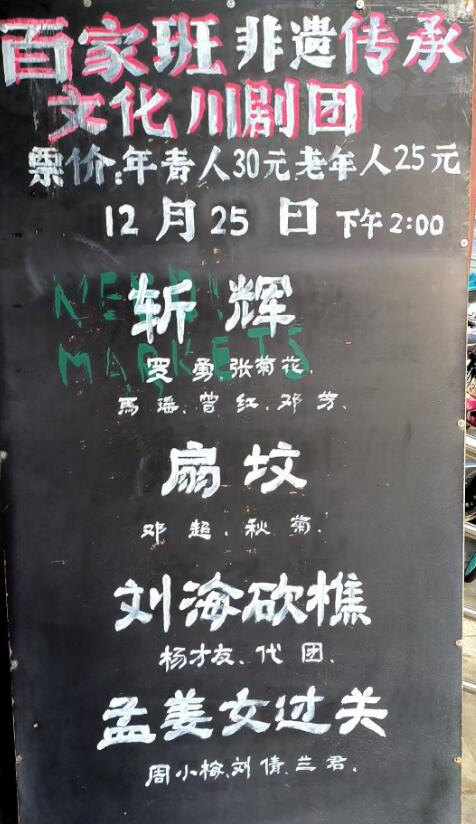 百家班非遗传承
文化川剧团
票价:年青人30元老年人25元
12月25日下午2:00
斩辉
罗勇张菊花.
馬瑶、曾红、邓芳、
扇坟
邓超、秋菊.
刘海砍樵
杨才友、代团、
孟姜女过关
周小梅、刘倩、兰君、
MARKETS